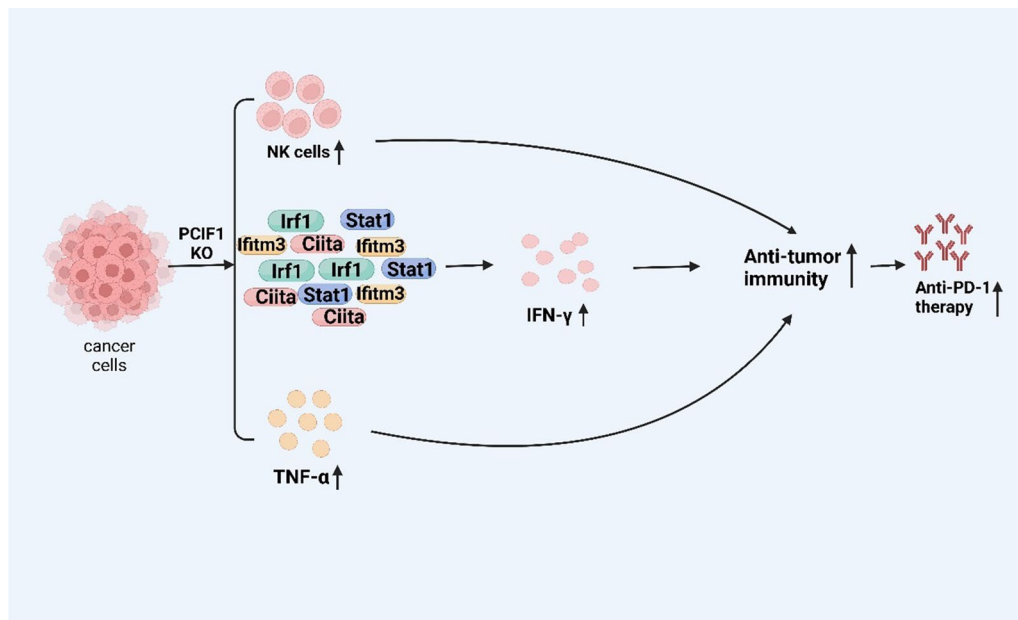 NK cells
PCIF1
KO
Irf1 Stat1
Ifitm3 Ciita Ifitm3
Irf1 Irf1 Stat1
Ciita Stat1 Ifitm3
Ciita
cancer
cells
IFN-γ
TNF-α
Anti-tumor
immunity
Anti-PD-1
therapy